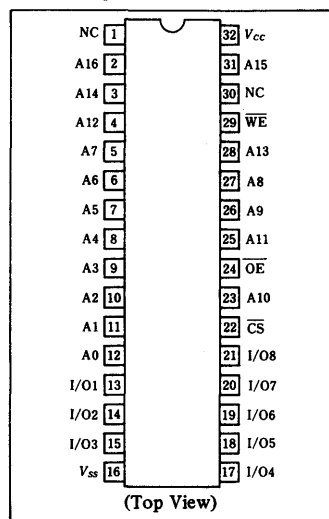 NC 1 32 Vcc
A16 2 31 A15
A14 3 30 NC
A12 4 29 WE
A7 5 28 A13
A6 6 27 A8
A5 7 26 A9
A4 8 25 A11
A3 9 24 OE
A2 10 23 A10
A1 11 22 CS
A0 12 21 I/O8
I/O1 13 20 I/O7
I/O2 14 19 I/O6
I/O3 15 18 I/O5
Vss 16 17 I/O4
(Top View)